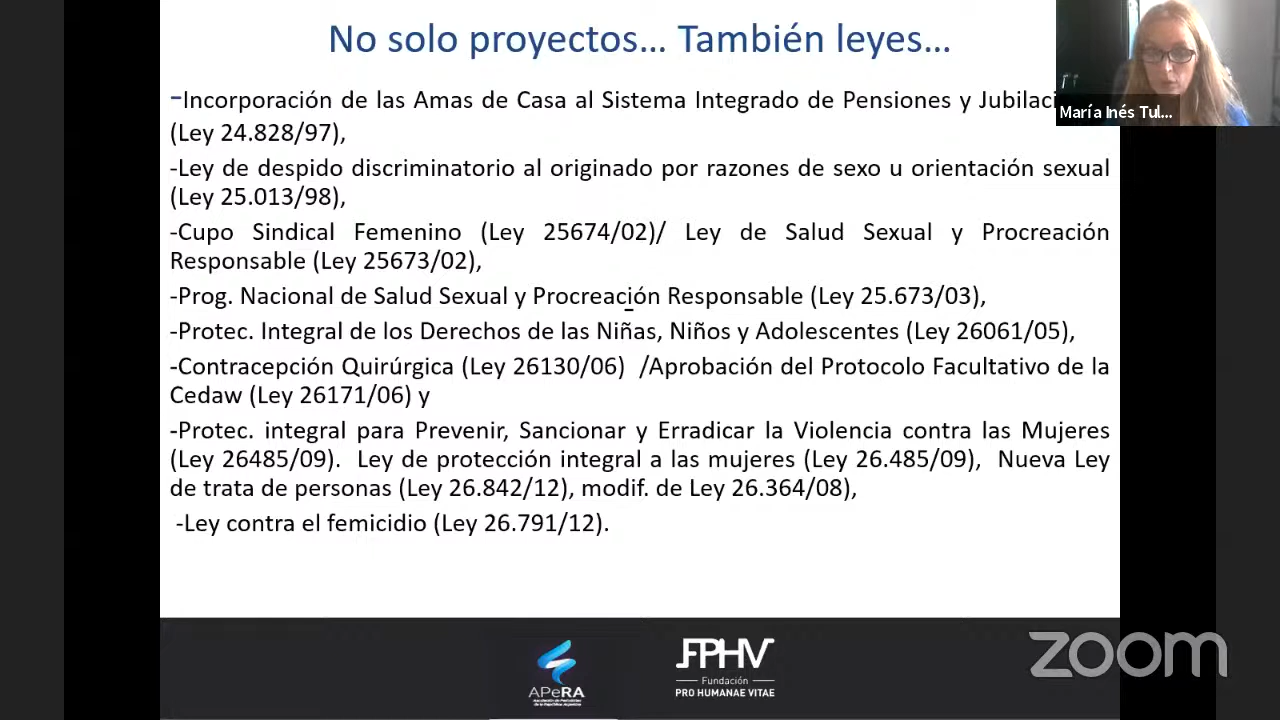 No solo proyectos... También leyes...
-Incorporación de las Amas de Casa al Sistema Integrado de Pensiones y
(Ley 24.828/97),
-Ley de despido discriminatorio al originado por razones de sexo u orientación sexual
(Ley 25.013/98),
-Cupo Sindical Femenino (Ley 25674/02)/ Ley de Salud Sexual y Procreación
Responsable (Ley 25673/02),
-Prog. Nacional de Salud Sexual y Procreación Responsable (Ley 25.673/03),
-Protec. Integral de los Derechos de las Niñas, Niños y Adolescentes (Ley 26061/05),
-Contracepción Quirúrgica (Ley 26130/06) /Aprobación del Protocolo Facultativo de la
Cedaw (Ley 26171/06) y
-Protec. integral para Prevenir, Sancionar y Erradicar la Violencia contra las Mujeres
(Ley 26485/09). Ley de protección integral a las mujeres (Ley 26.485/09), Nueva Ley
de trata de personas (Ley 26.842/12), modif. de Ley 26.364/08),
-Ley contra el femicidio (Ley 26.791/12).
María Inés Tul...
APeRA
FPHV
Fundación
PRO HUMANAE VITAE
zoom